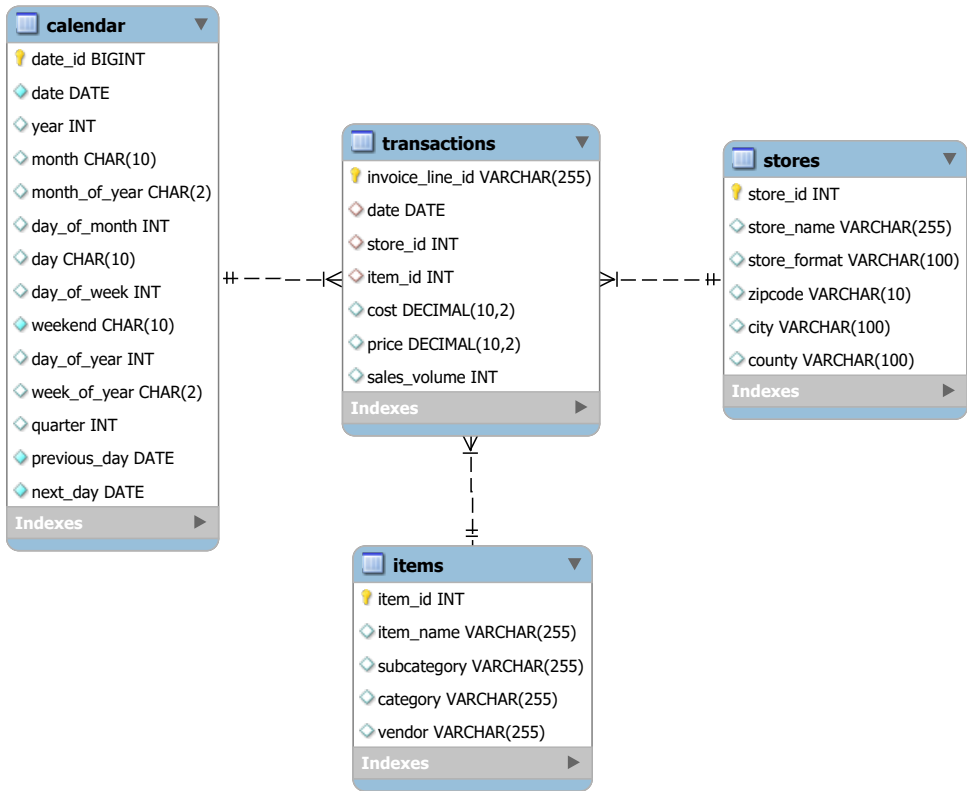 calendar
date_id BIGINT
date DATE
year INT
month CHAR(10)
month_of_year CHAR(2)
day_of_month INT
day CHAR(10)
day_of_week INT
weekend CHAR(10)
day_of_year INT
week_of_year CHAR(2)
quarter INT
previous_day DATE
next_day DATE
Indexes
transactions
invoice_line_id VARCHAR(255)
date DATE
store_id INT
item_id INT
cost DECIMAL(10,2)
price DECIMAL(10,2)
sales_volume INT
Indexes
stores
store_id INT
store_name VARCHAR(255)
store_format VARCHAR(100)
zipcode VARCHAR(10)
city VARCHAR(100)
county VARCHAR(100)
Indexes
items
item_id INT
item_name VARCHAR(255)
subcategory VARCHAR(255)
category VARCHAR(255)
vendor VARCHAR(255)
Indexes